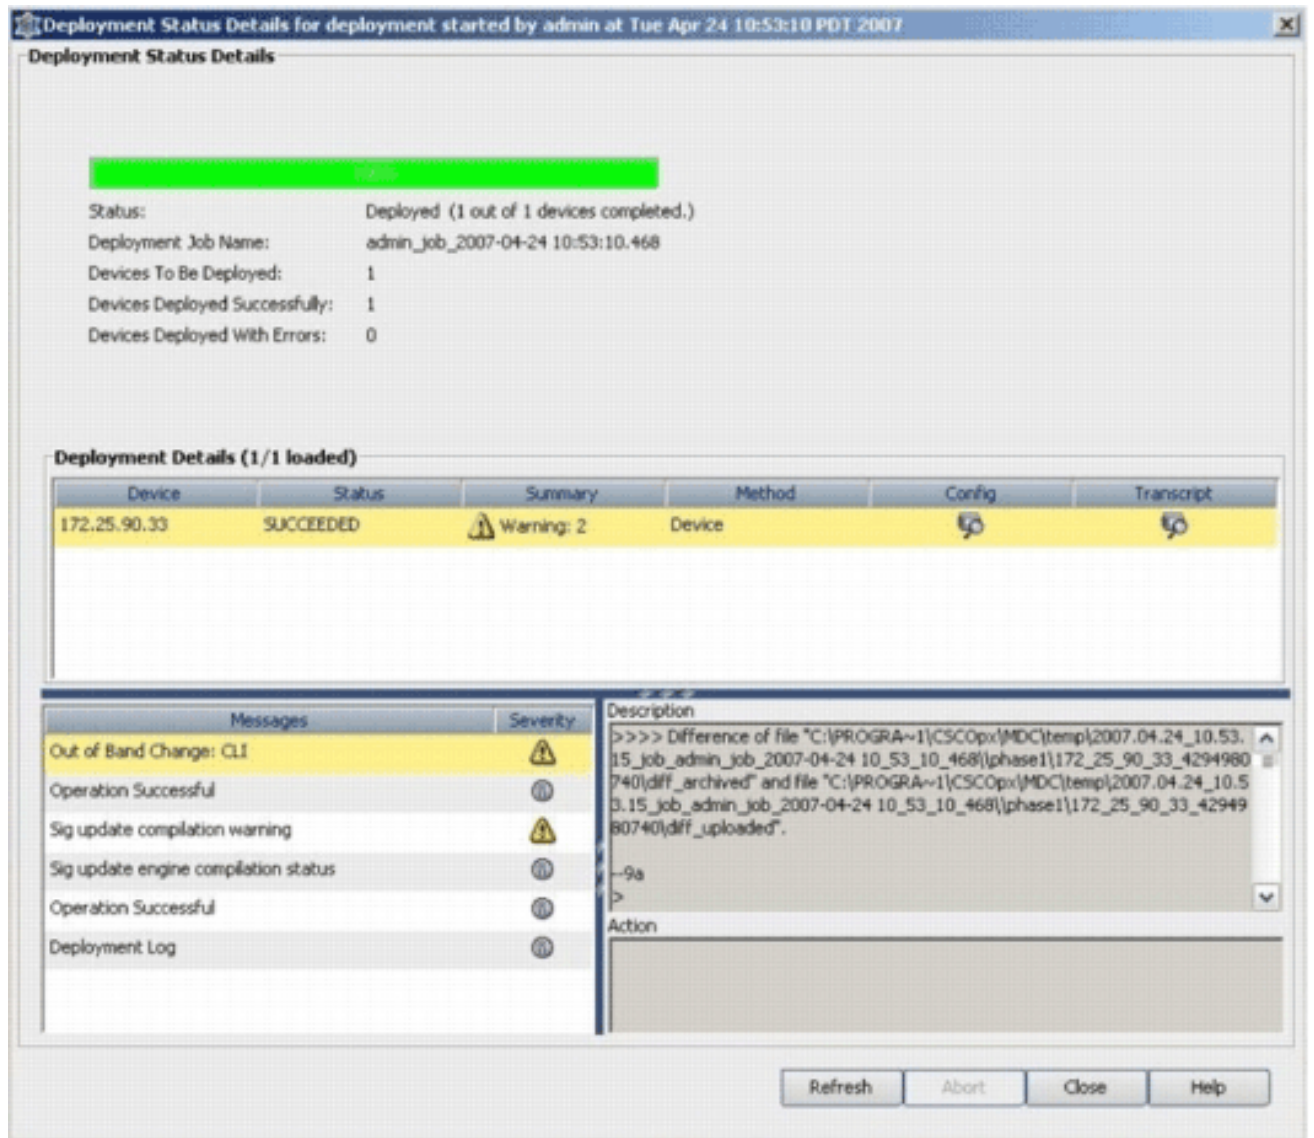 Deployment Status Details for deployment started by admin at Tue Apr 24 10:53:10 PDT 2007
Deployment Status Details
Status: Deployed (1 out of 1 devices completed.)
Deployment Job Name: admin_job_2007-04-24 10:53:10.468
Devices To Be Deployed: 1
Devices Deployed Successfully: 1
Devices Deployed With Errors: 0
Deployment Details (1/1 loaded)
Device Status Summary Method Config Transcript
172.25.90.33 SUCCEEDED Warning: 2 Device
Messages Severity
Out of Band Change: CLI
Operation Successful
Sig update compilation warning
Sig update engine compilation status
Operation Successful
Deployment Log
Description
>>>> Difference of file "C:\PROGRA~1\CSCOpx\MDC\temp\2007.04.24_10.53.
15_job_admin_job_2007-04-24 10_53_10_468\\phase1\172_25_90_33_4294980
740\diff_archived" and file "C:\PROGRA~1\CSCOpx\MDC\temp\2007.04.24_10.5
3.15_job_admin_job_2007-04-24 10_53_10_468\\phase1\172_25_90_33_42949
80740\diff_uploaded".
--9a
>
Action
Refresh Abort Close Help